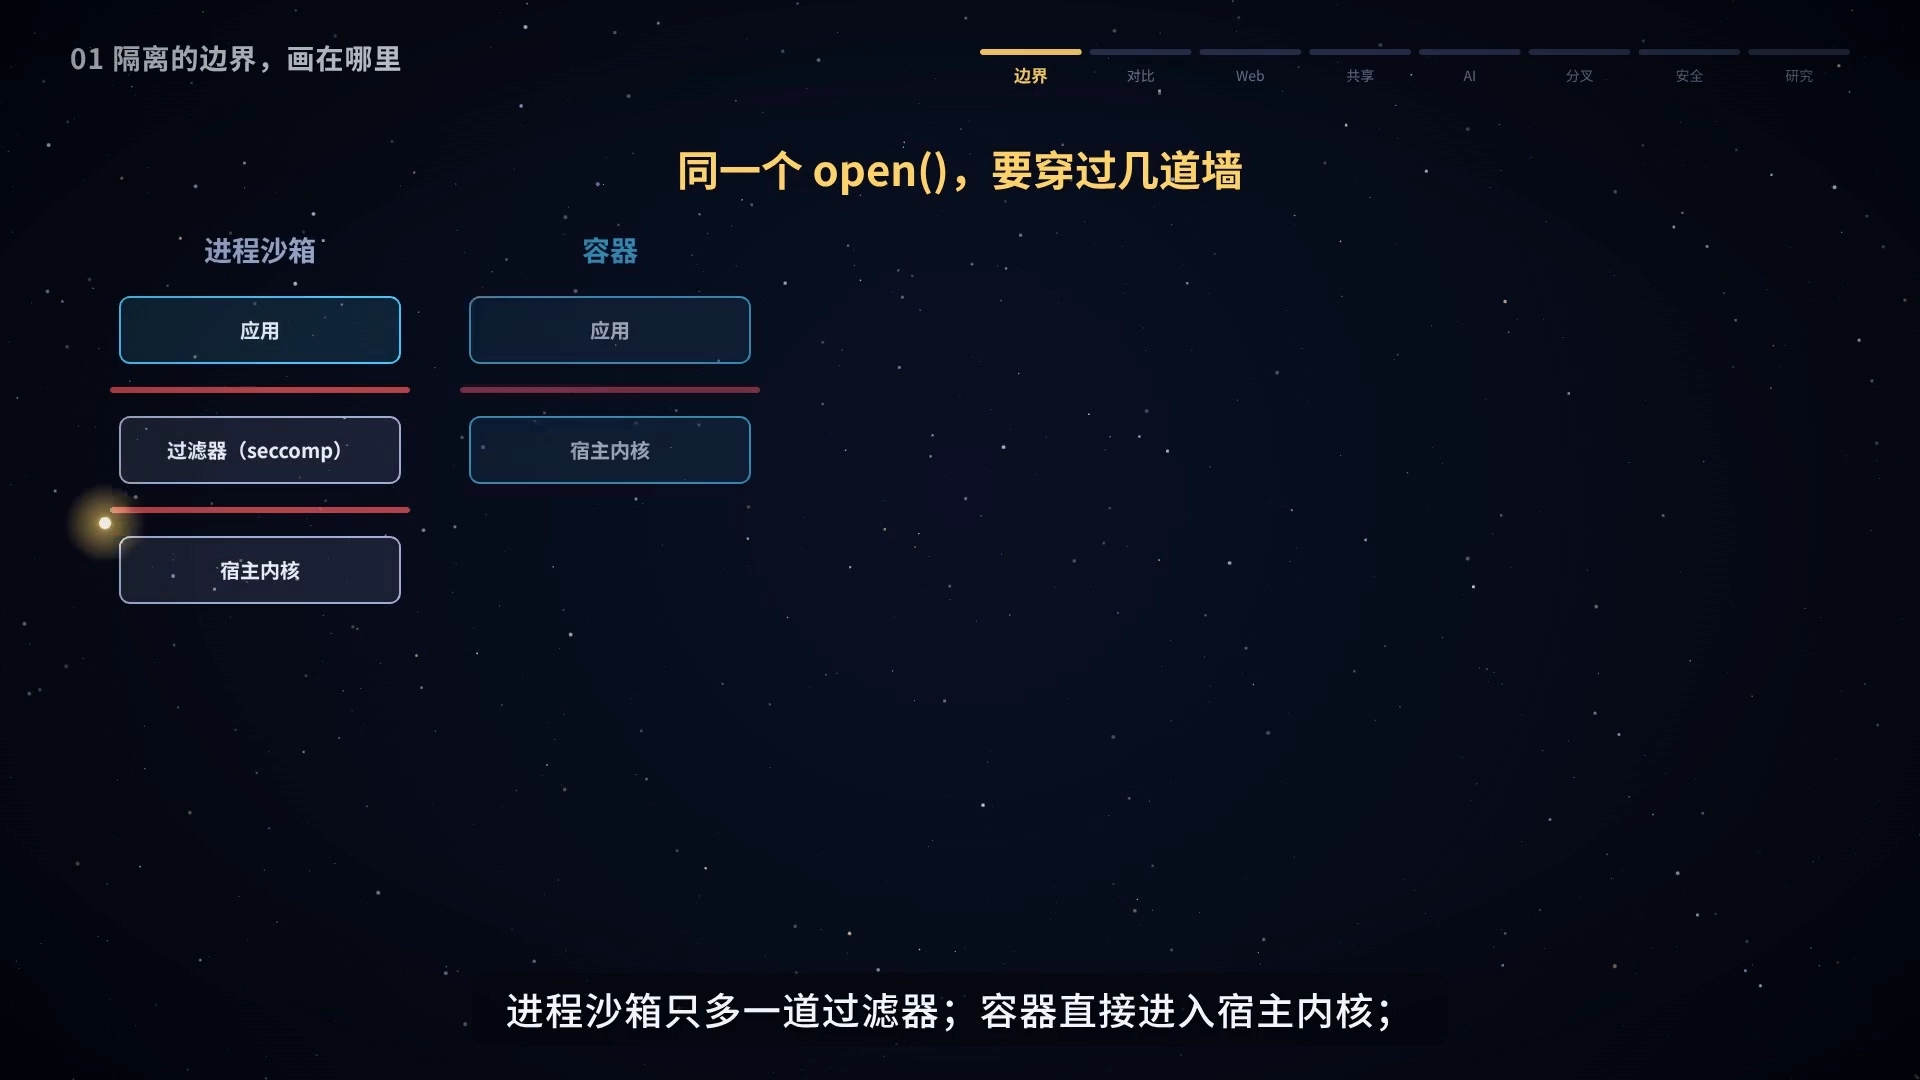 01 隔离的边界，画在哪里
边界 对比 Web 共享 AI 分叉 安全 研究
同一个 open()，要穿过几道墙
进程沙箱 容器
应用 应用
过滤器（seccomp） 宿主内核
宿主内核
进程沙箱只多一道过滤器；容器直接进入宿主内核；